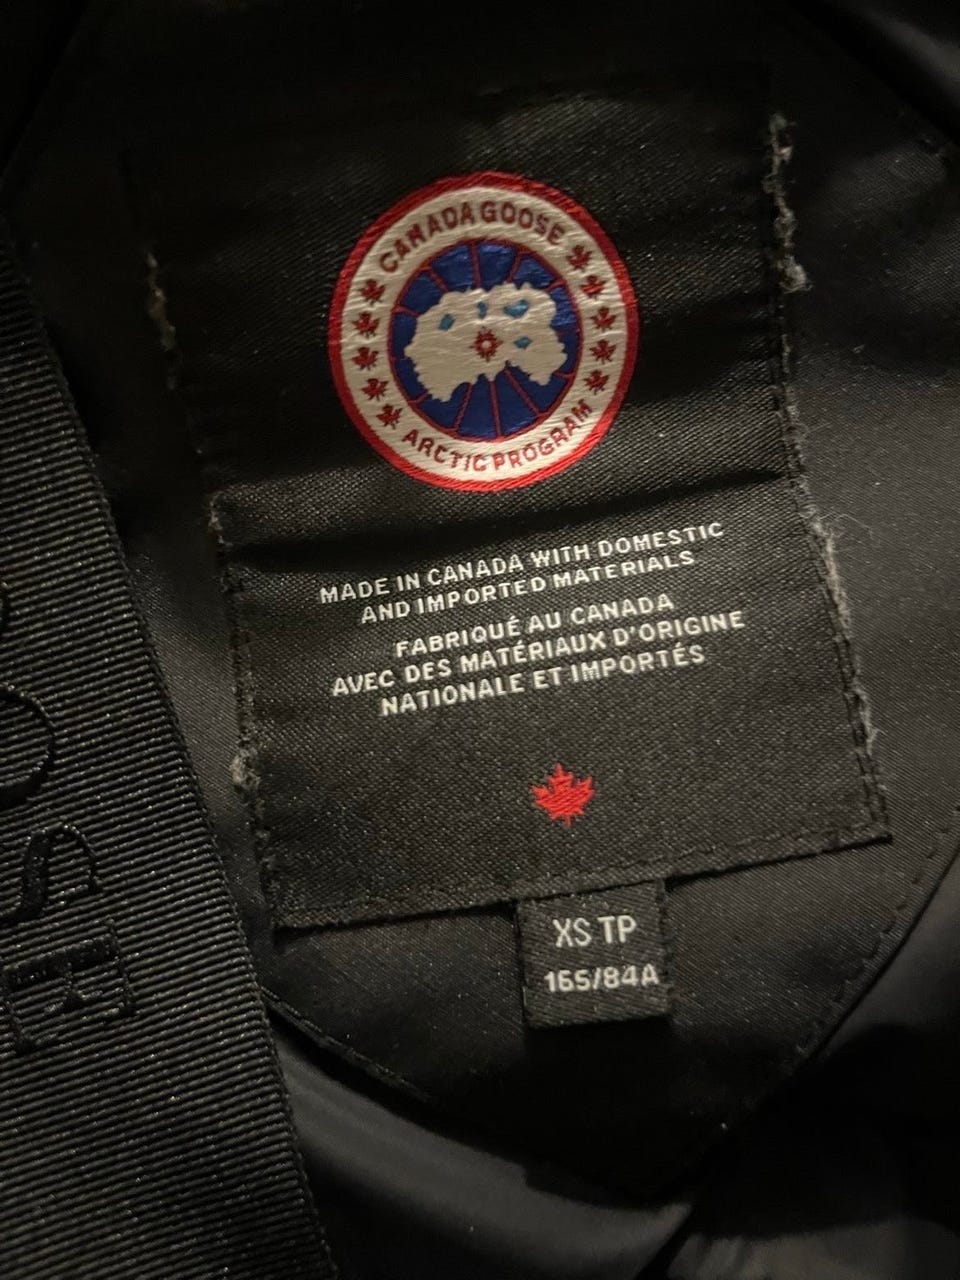 CANADA GOOSE
ARCTIC PROGRAM
MADE IN CANADA WITH DOMESTIC
AND IMPORTED MATERIALS
FABRIQUÉ AU CANADA
AVEC DES MATÉRIAUX D'ORIGINE
NATIONALE ET IMPORTÉS
XS TP
165/84A
OSE